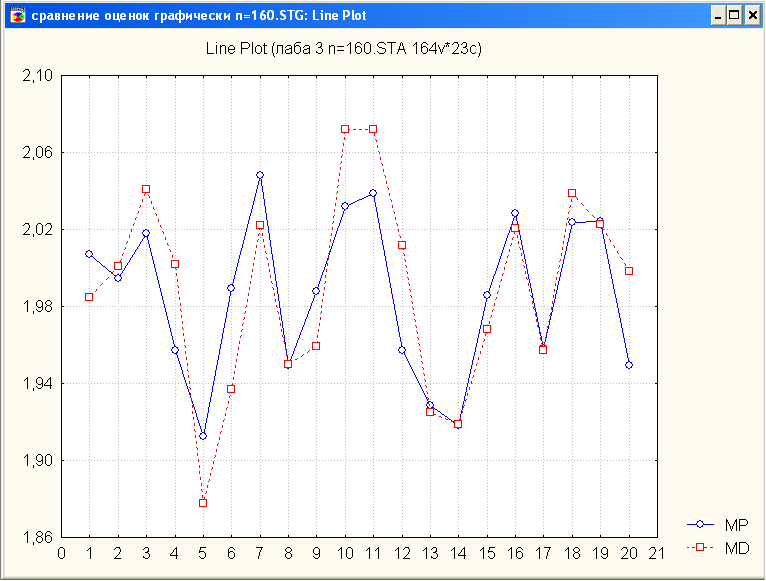 сравнение оценок графически n=160.STG: Line Plot
Line Plot (лаба 3 n=160.STA 164v*23c)
2,10
2,06
2,02
1,98
1,94
1,90
1,86
0 1 2 3 4 5 6 7 8 9 10 11 12 13 14 15 16 17 18 19 20 21
MP
MD